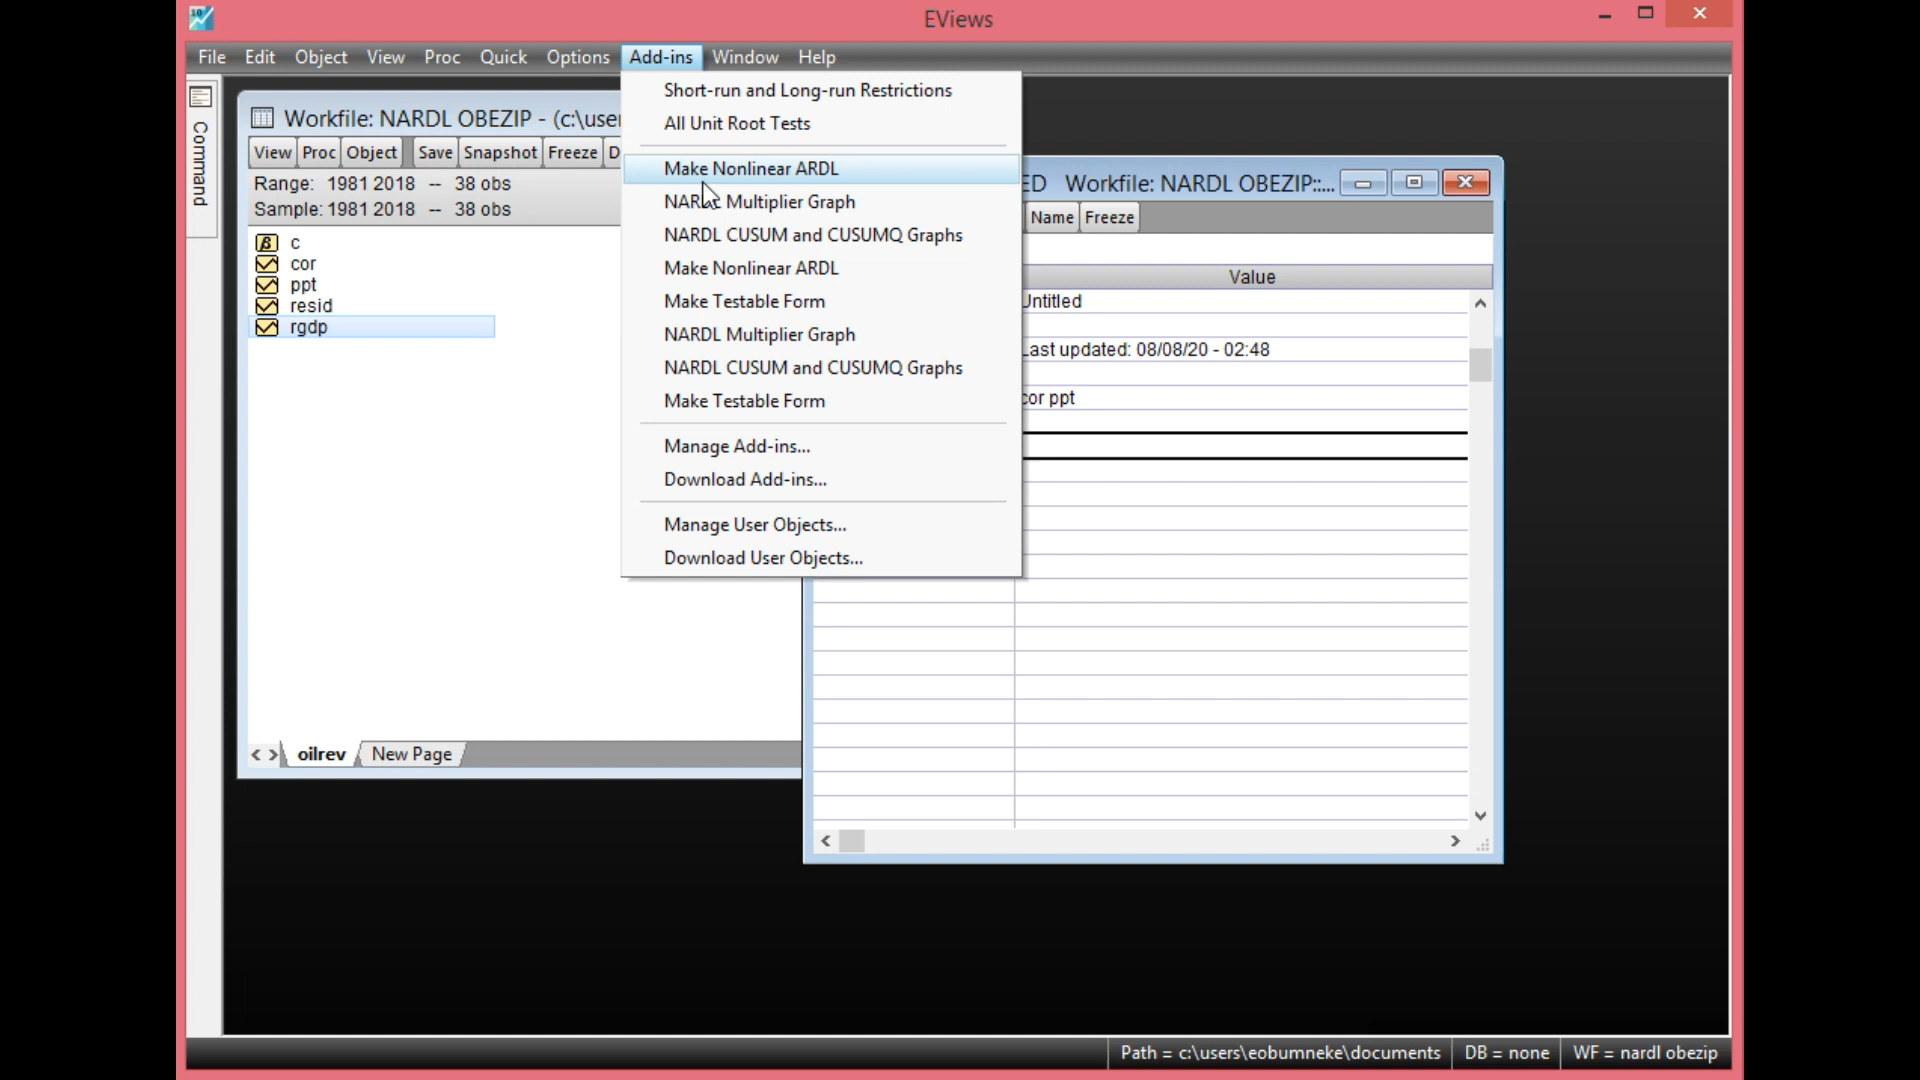 EViews
File Edit Object View Proc Quick Options Add-ins Window Help
Command
Workfile: NARDL OBEZIP - (c:\user
View Proc Object Save Snapshot Freeze D
Range: 1981 2018 -- 38 obs
Sample: 1981 2018 -- 38 obs
c
cor
ppt
resid
rgdp
oilrev New Page
Short-run and Long-run Restrictions
All Unit Root Tests
Make Nonlinear ARDL
NARDL Multiplier Graph
NARDL CUSUM and CUSUMQ Graphs
Make Nonlinear ARDL
Make Testable Form
NARDL Multiplier Graph
NARDL CUSUM and CUSUMQ Graphs
Make Testable Form
Manage Add-ins...
Download Add-ins...
Manage User Objects...
Download User Objects...
ED Workfile: NARDL OBEZIP::...
Name Freeze
Value
Untitled
Last updated: 08/08/20 - 02:48
cor ppt
Path = c:\users\eobumneke\documents DB = none WF = nardl obezip